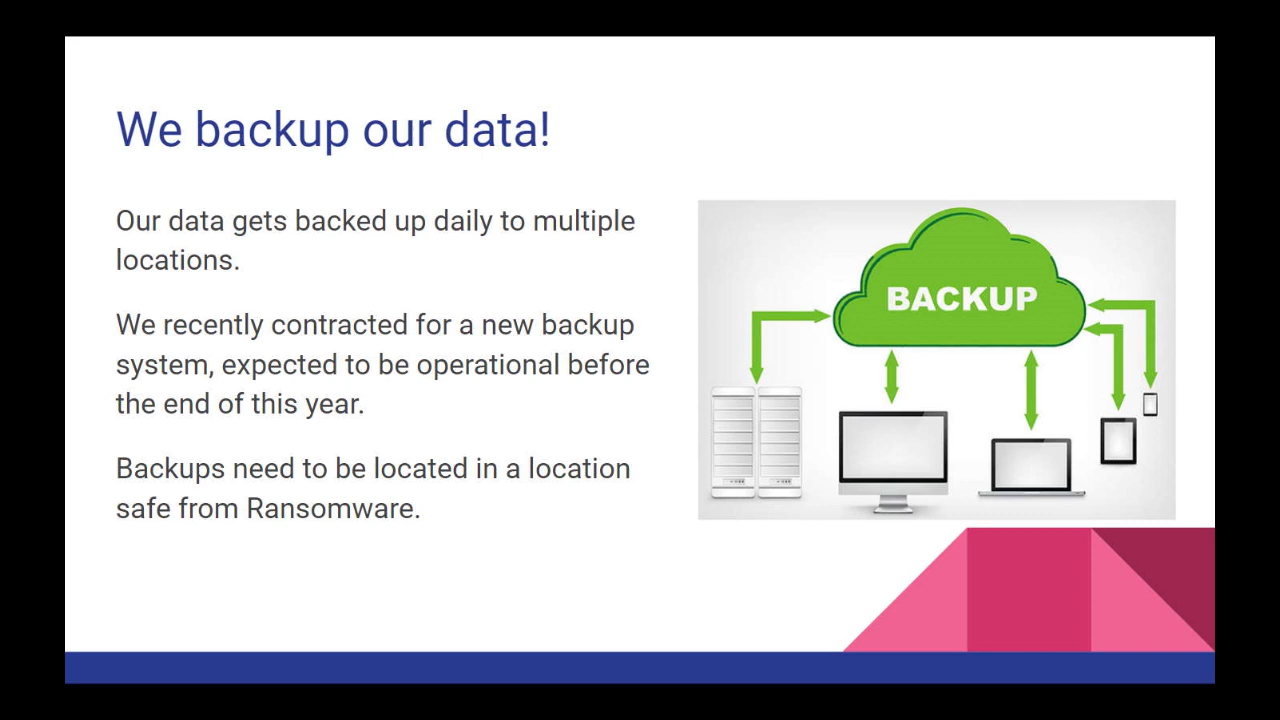 We backup our data!
Our data gets backed up daily to multiple
locations.
We recently contracted for a new backup
system, expected to be operational before
the end of this year.
Backups need to be located in a location
safe from Ransomware.
BACKUP